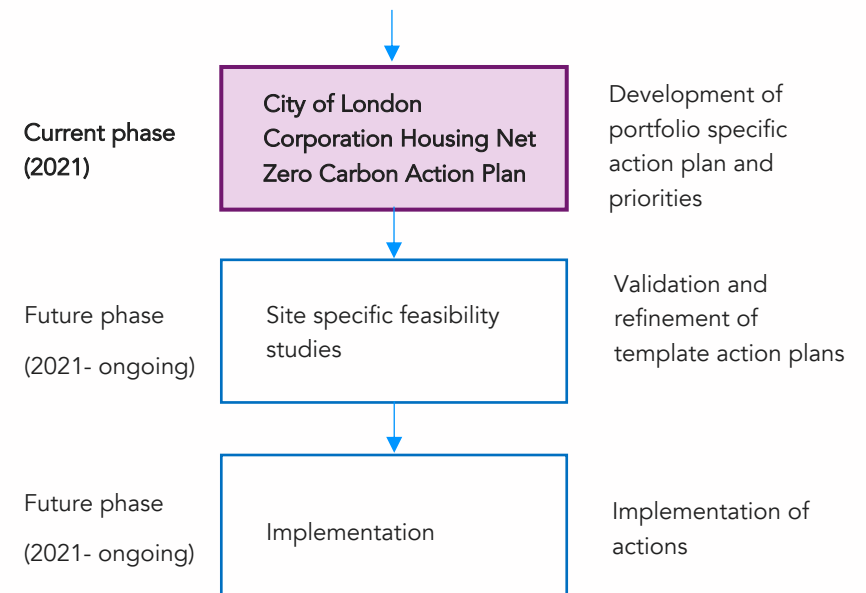 Current phase
(2021)
City of London
Corporation Housing Net
Zero Carbon Action Plan
Development of
portfolio specific
action plan and
priorities
Future phase
(2021- ongoing)
Site specific feasibility
studies
Validation and
refinement of
template action plans
Future phase
(2021- ongoing)
Implementation
Implementation of
actions